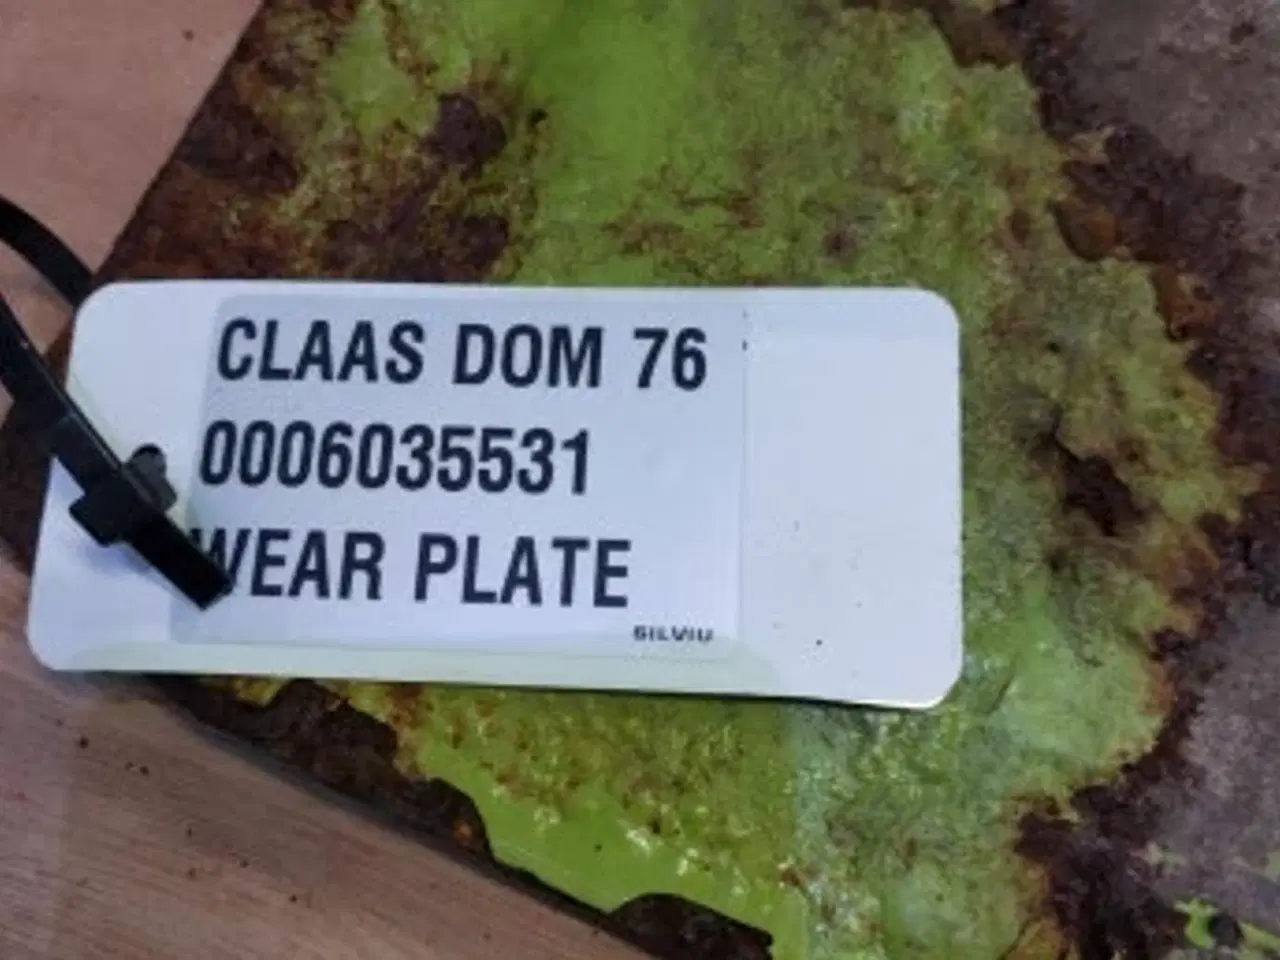 CLAAS DOM 76
0006035531
WEAR PLATE
SILVIU